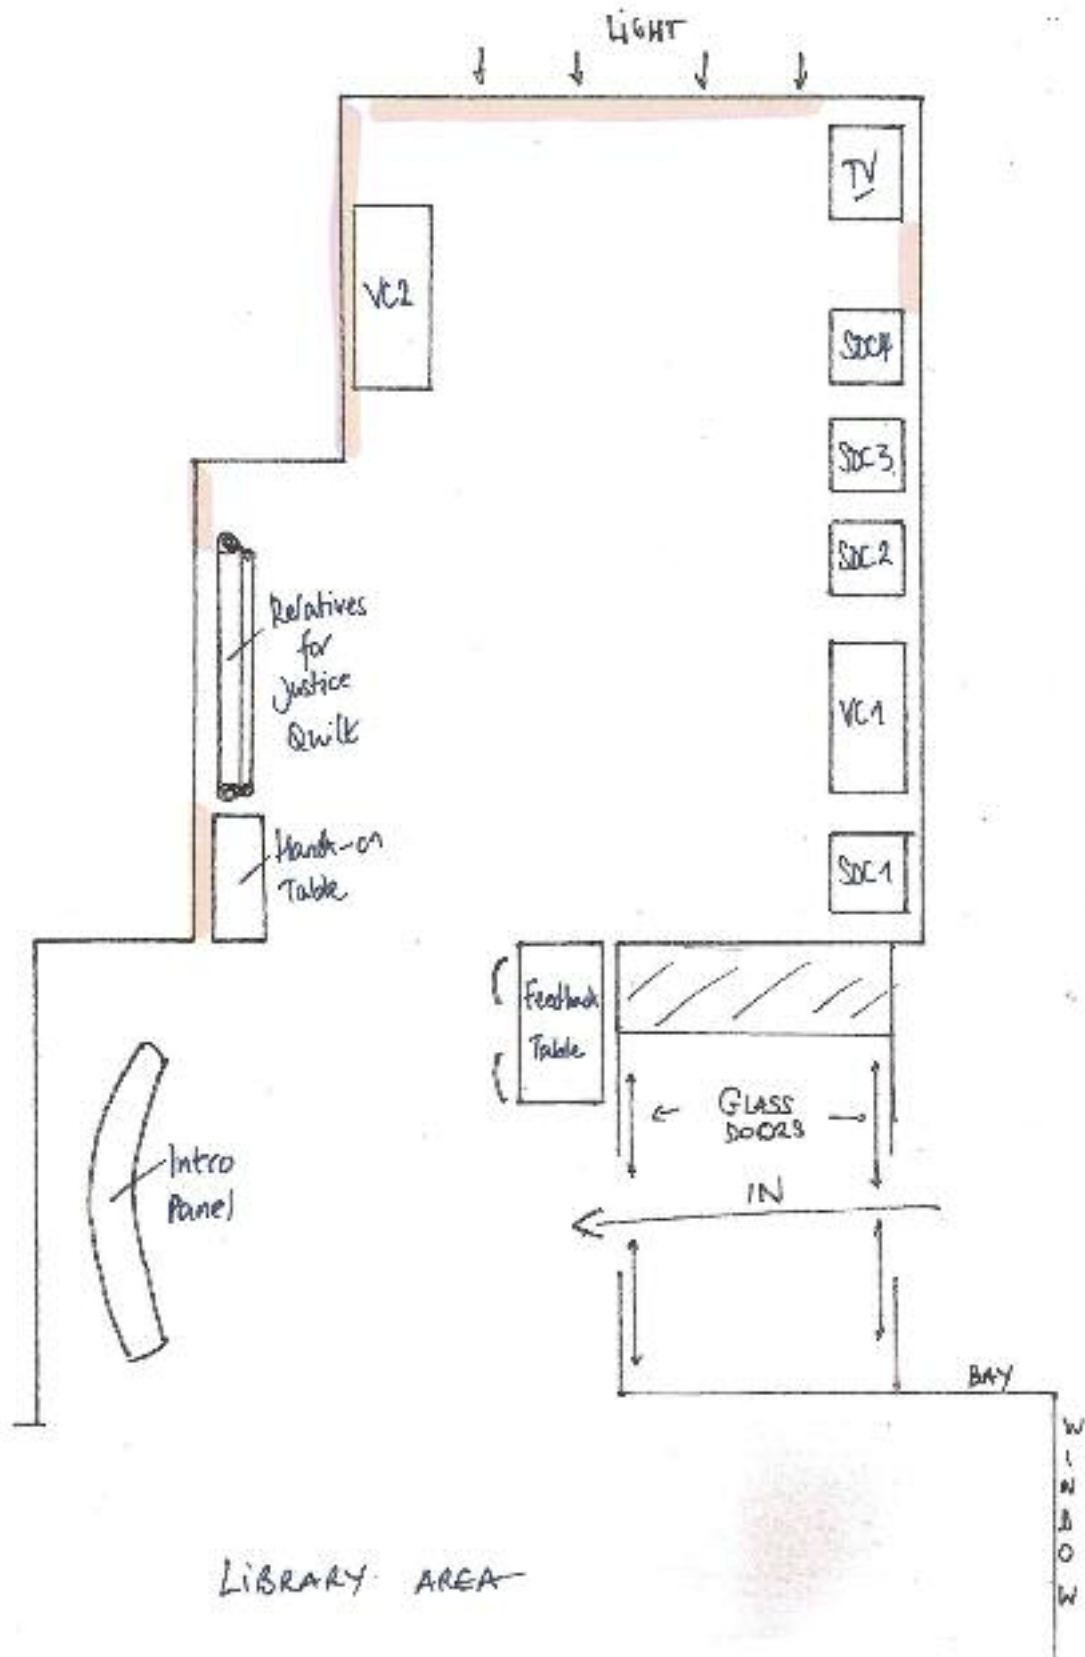 LIGHT
TV
VC2
SDC4
SDC3
SDC2
Relatives
for
Justice
Quilt
VC1
Hands-on
Table
SDC1
Feedback
Table
GLASS
DOORS
IN
Intro
Panel
BAY
WINDOW
LIBRARY AREA